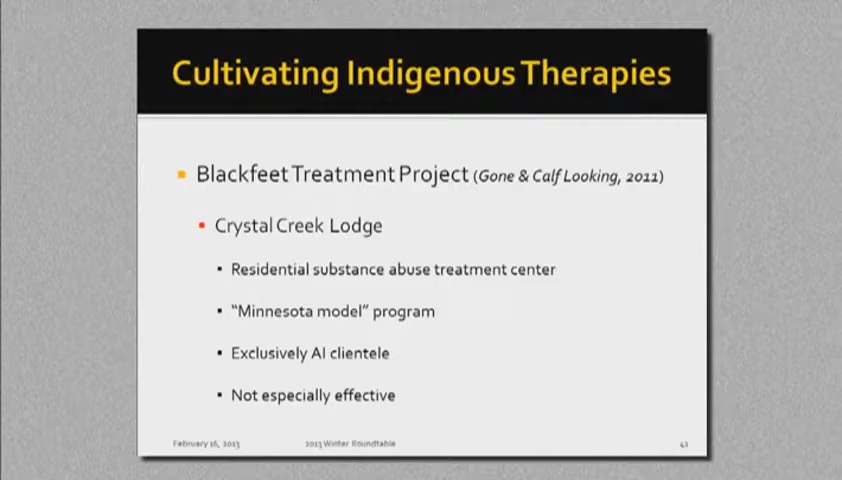 Cultivating Indigenous Therapies
Blackfeet Treatment Project (Gone & Calf Looking, 2011)
Crystal Creek Lodge
Residential substance abuse treatment center
“Minnesota model” program
Exclusively AI clientele
Not especially effective
February 16, 2013 2013 Winter Roundtable 41